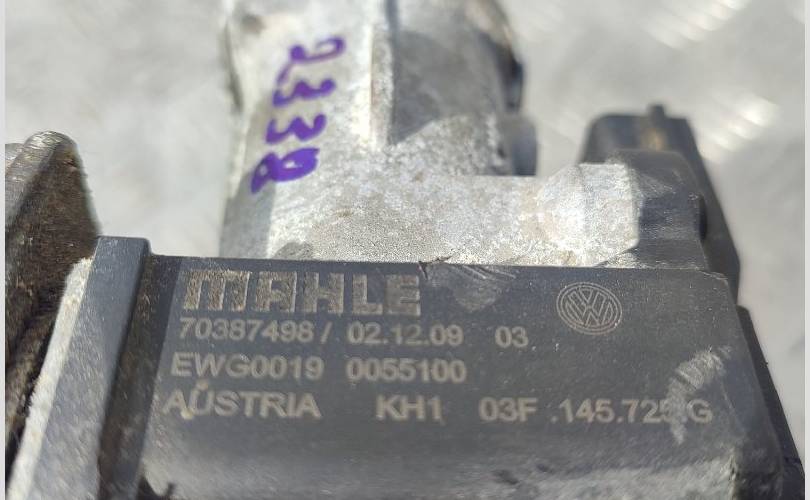 2338
MAHLE
70387498/ 02.12.09 03
EWG0019 0055100
AUSTRIA KH1 03F .145.725 G